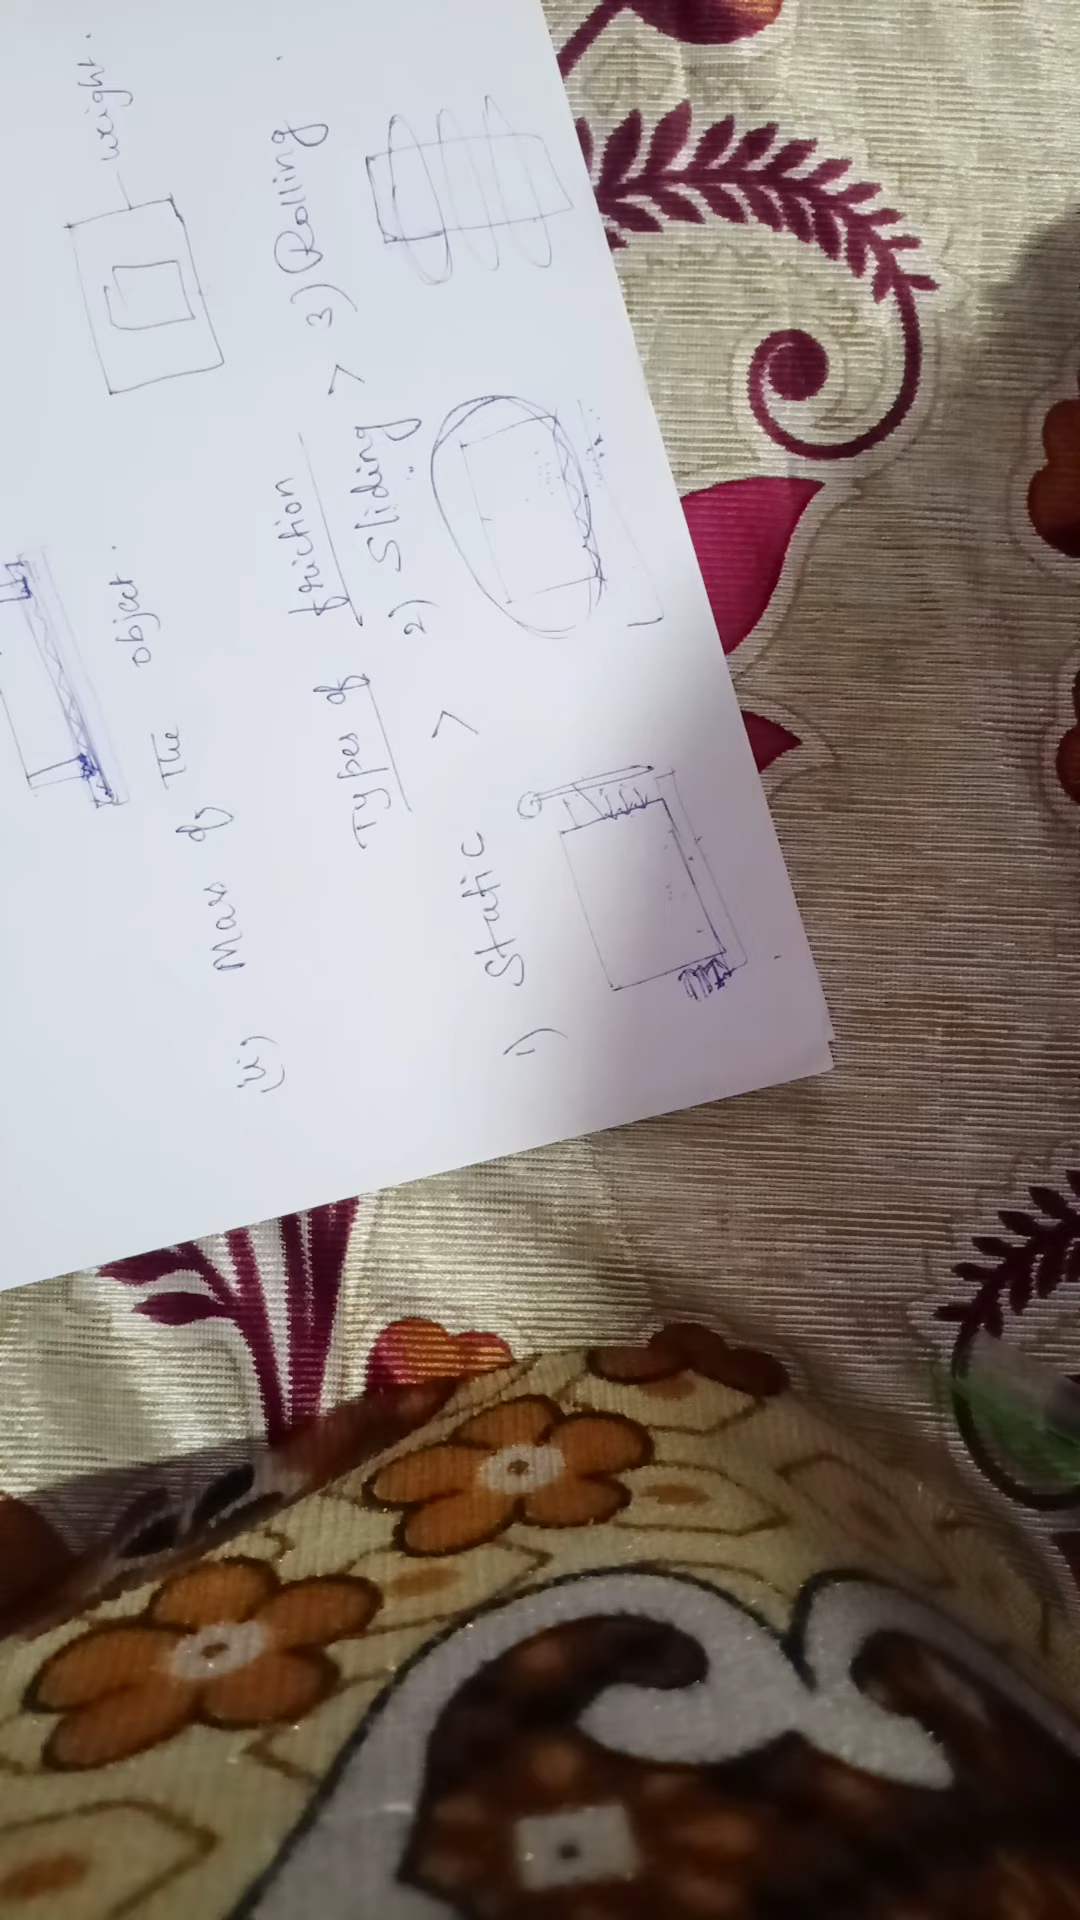 weight.
(ii) Mass of The object.
Types of friction
1) Static > 2) Sliding > 3) Rolling